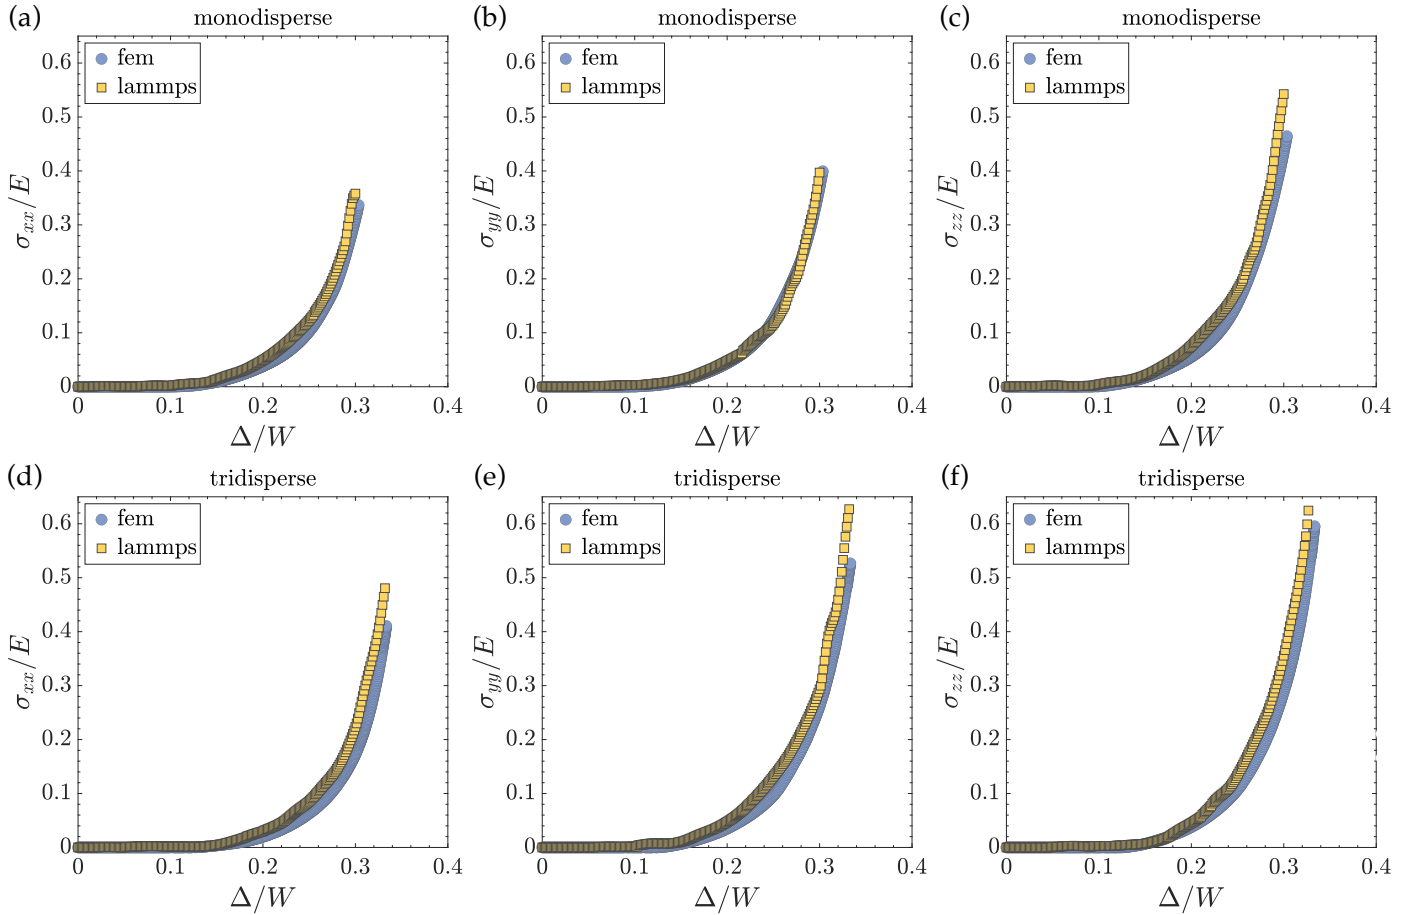 (a) monodisperse
fem
lammps
0.6
0.5
0.4
0.3
0.2
0.1
0
σxx/E
0 0.1 0.2 0.3 0.4
Δ/W
(b) monodisperse
fem
lammps
0.6
0.5
0.4
0.3
0.2
0.1
0
σyy/E
0 0.1 0.2 0.3 0.4
Δ/W
(c) monodisperse
fem
lammps
0.6
0.5
0.4
0.3
0.2
0.1
0
σzz/E
0 0.1 0.2 0.3 0.4
Δ/W
(d) tridisperse
fem
lammps
0.6
0.5
0.4
0.3
0.2
0.1
0
σxx/E
0 0.1 0.2 0.3 0.4
Δ/W
(e) tridisperse
fem
lammps
0.6
0.5
0.4
0.3
0.2
0.1
0
σyy/E
0 0.1 0.2 0.3 0.4
Δ/W
(f) tridisperse
fem
lammps
0.6
0.5
0.4
0.3
0.2
0.1
0
σzz/E
0 0.1 0.2 0.3 0.4
Δ/W